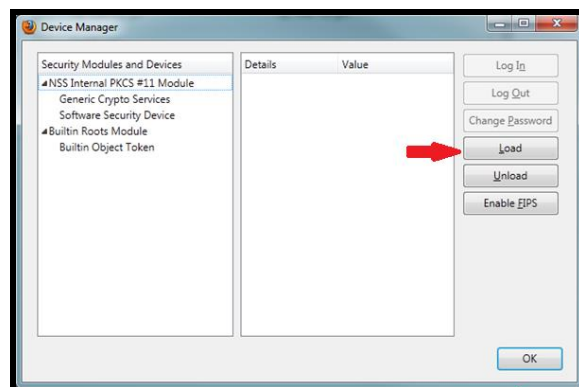 Device Manager
Security Modules and Devices
NSS Internal PKCS #11 Module
Generic Crypto Services
Software Security Device
Builtin Roots Module
Builtin Object Token
Details Value
Log In
Log Out
Change Password
Load
Unload
Enable FIPS
OK